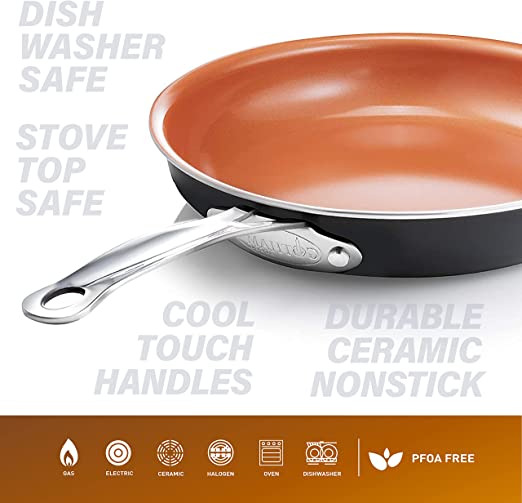 DISH
WASHER
SAFE
STOVE
TOP
SAFE
GOTHAM
COOL
TOUCH
HANDLES
DURABLE
CERAMIC
NONSTICK
GAS
ELECTRIC
CERAMIC
HALOGEN
OVEN
DISHWASHER
PFOA FREE